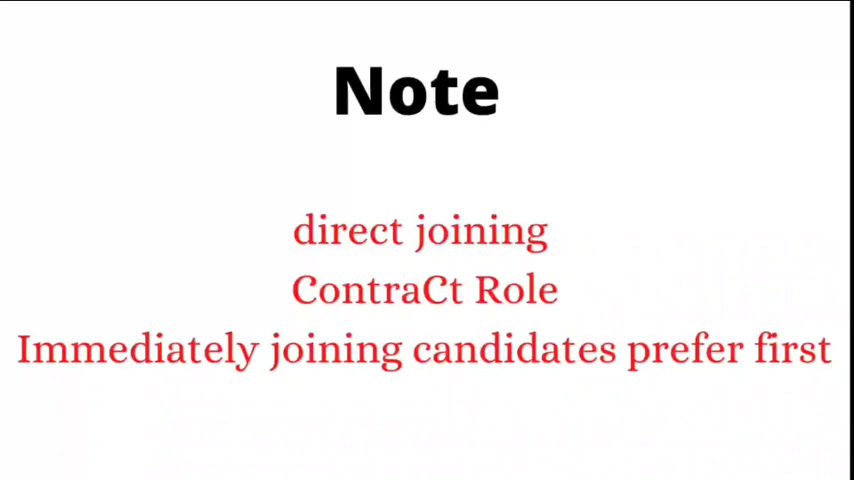 Note
direct joining
ContraCt Role
Immediately joining candidates prefer first